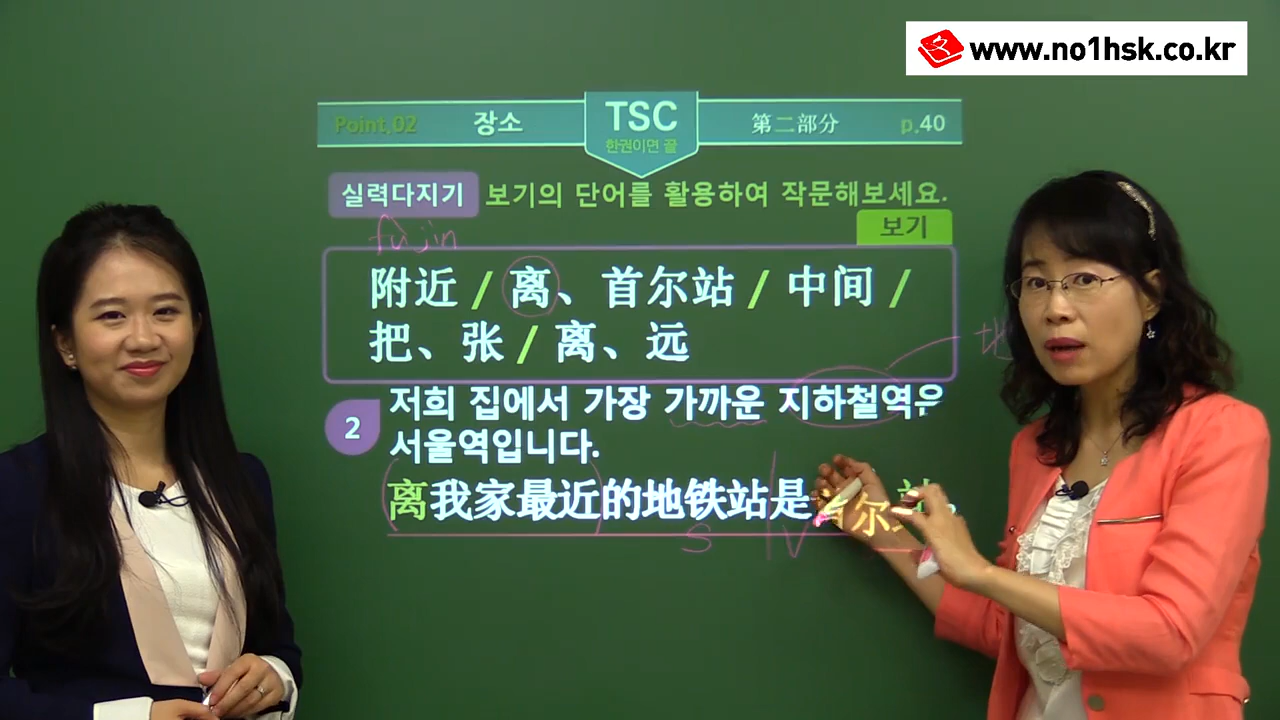 www.no1hsk.co.kr
Point.02 장소 TSC 第二部分 p.40
한권이면 끝
실력다지기 보기의 단어를 활용하여 작문해보세요.
보기
fujin
附近 / 离、首尔站 / 中间 /
把、张 / 离、远
2 저희 집에서 가장 가까운 지하철역은
서울역입니다.
离我家最近的地铁站是首尔站。
S V